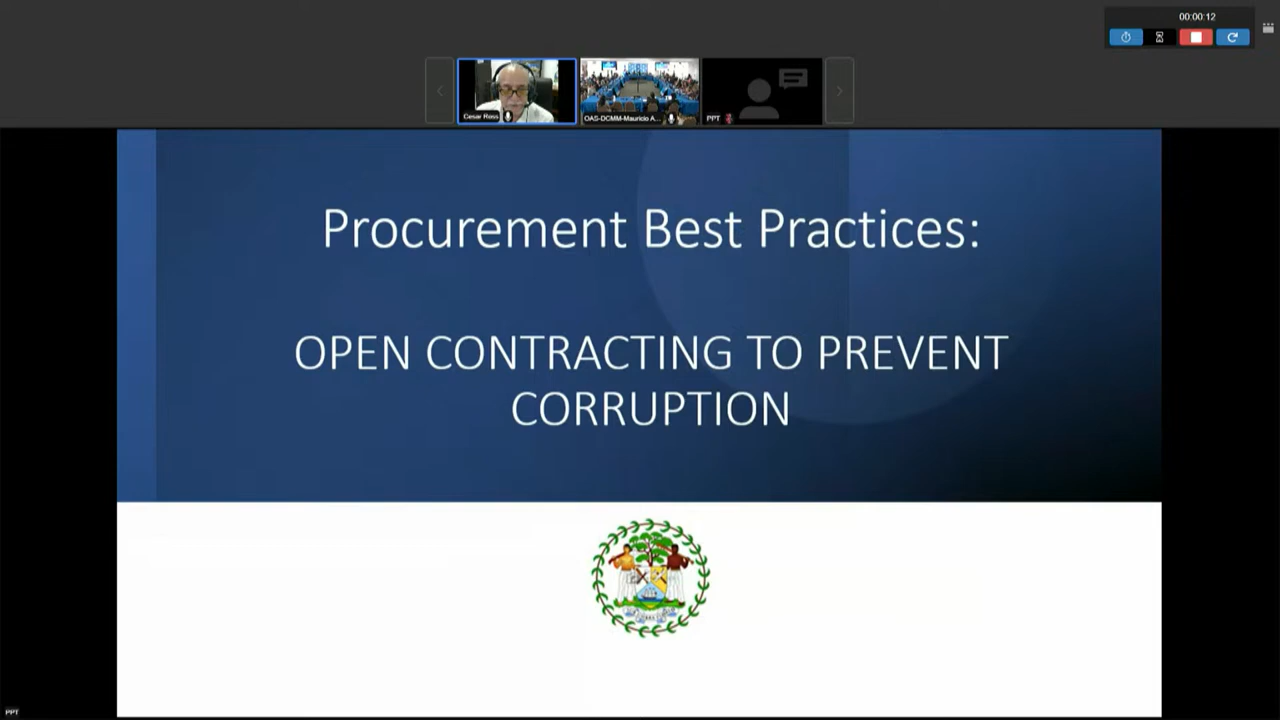 00:00:12
Cesar Ross
OAS-DCMM-Mauricio A...
PPT
Procurement Best Practices:
OPEN CONTRACTING TO PREVENT
CORRUPTION
PPT